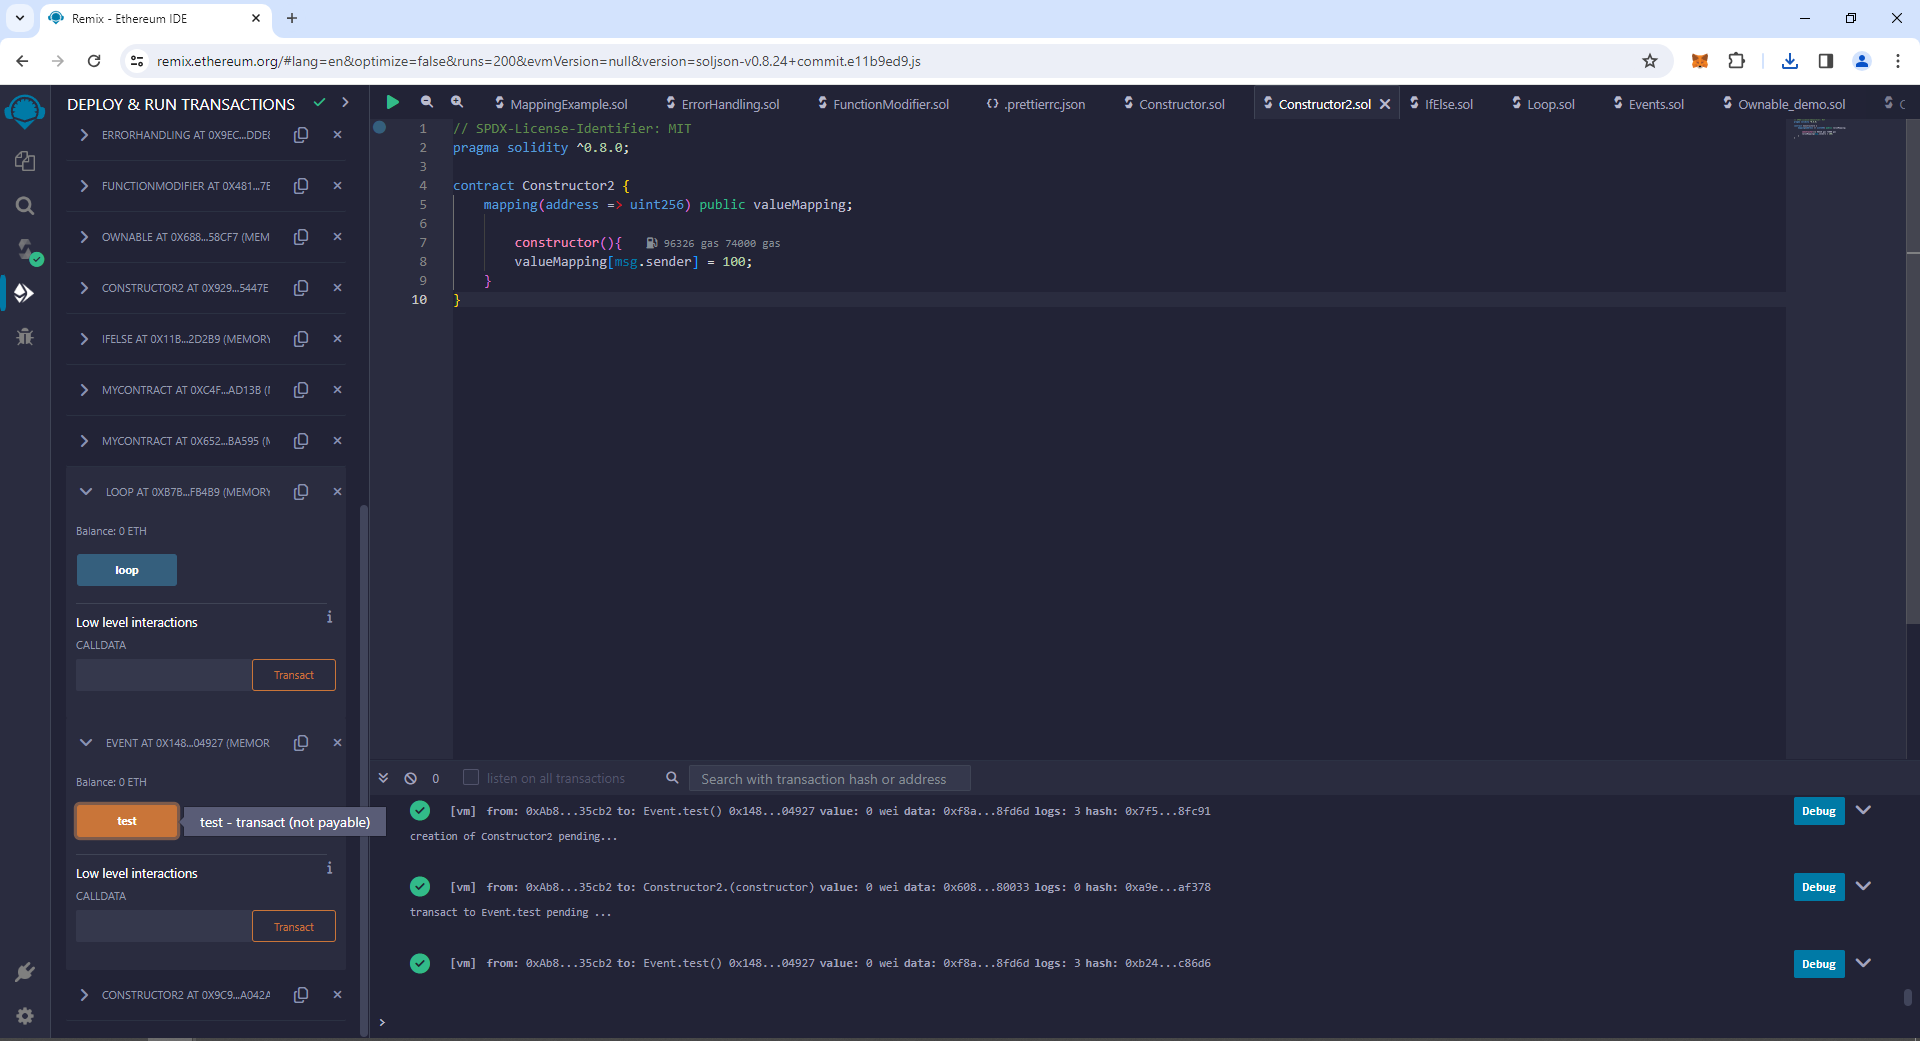 Remix - Ethereum IDE
remix.ethereum.org/#lang=en&optimize=false&runs=200&evmVersion=null&version=soljson-v0.8.24+commit.e11b9ed9.js
DEPLOY & RUN TRANSACTIONS
ERRORHANDLING AT 0X9EC...DDE
FUNCTIONMODIFIER AT 0X481...7E
OWNABLE AT 0X688...58CF7 (MEM
CONSTRUCTOR2 AT 0X929...5447E
IFELSE AT 0X11B...2D2B9 (MEMORY
MYCONTRACT AT 0XC4F...AD13B (
MYCONTRACT AT 0X652...BA595 (
LOOP AT 0XB7B...FB4B9 (MEMORY
Balance: 0 ETH
loop
Low level interactions
i
CALLDATA
Transact
EVENT AT 0X148...04927 (MEMOR
Balance: 0 ETH
test
test - transact (not payable)
Low level interactions
i
CALLDATA
Transact
CONSTRUCTOR2 AT 0X9C9...A042A
MappingExample.sol
ErrorHandling.sol
FunctionModifier.sol
.prettierrc.json
Constructor.sol
Constructor2.sol
IfElse.sol
Loop.sol
Events.sol
Ownable_demo.sol
C
1 // SPDX-License-Identifier: MIT
2 pragma solidity ^0.8.0;
3
4 contract Constructor2 {
5 mapping(address => uint256) public valueMapping;
6
7 constructor(){ 96326 gas 74000 gas
8 valueMapping[msg.sender] = 100;
9 }
10 }
0
listen on all transactions
Search with transaction hash or address
[vm] from: 0xAb8...35cb2 to: Event.test() 0x148...04927 value: 0 wei data: 0xf8a...8fd6d logs: 3 hash: 0x7f5...8fc91
Debug
creation of Constructor2 pending...
[vm] from: 0xAb8...35cb2 to: Constructor2.(constructor) value: 0 wei data: 0x608...80033 logs: 0 hash: 0xa9e...af378
Debug
transact to Event.test pending ...
[vm] from: 0xAb8...35cb2 to: Event.test() 0x148...04927 value: 0 wei data: 0xf8a...8fd6d logs: 3 hash: 0xb24...c86d6
Debug
>